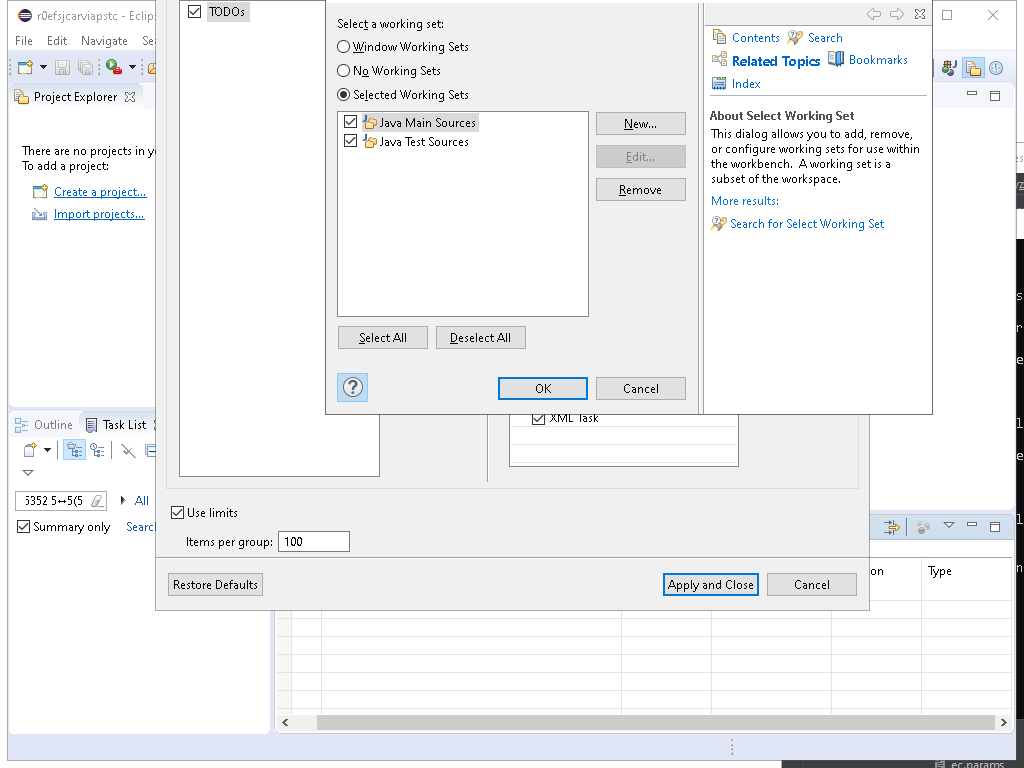 r0efsjcarviapstc - Eclip
File Edit Navigate Se
Project Explorer
There are no projects in y
To add a project:
Create a project...
Import projects...
Outline Task List
5352 5↔5(5 All
Summary only Search
TODOs
Select a working set:
Window Working Sets
No Working Sets
Selected Working Sets
Java Main Sources
Java Test Sources
New...
Edit...
Remove
Select All Deselect All
OK Cancel
Contents Search
Related Topics Bookmarks
Index
About Select Working Set
This dialog allows you to add, remove,
or configure working sets for use within
the workbench. A working set is a
subset of the workspace.
More results:
Search for Select Working Set
XML Task
Use limits
Items per group: 100
Restore Defaults Apply and Close Cancel
on Type
ec.params